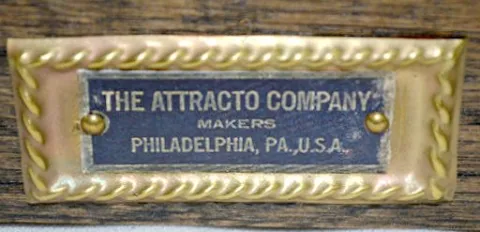 THE ATTRACTO COMPANY
MAKERS
PHILADELPHIA, PA., U.S.A.